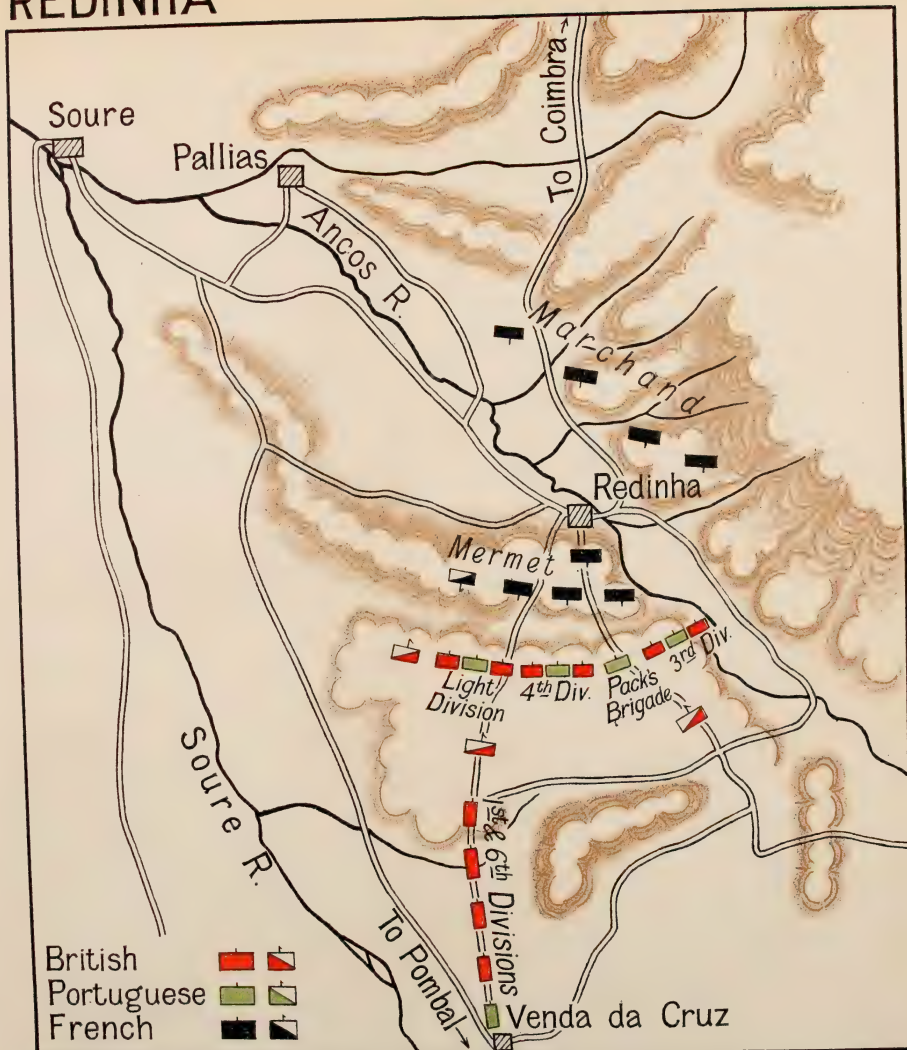 REDINHA
To Coimbra
Soure
Pallias
Ancos R.
Marchand
Redinha
Mermet
Light
Division
4th Div.
Pack's
Brigade
3rd Div.
Soure R.
1st & 6th Divisions
To Pombal
Venda da Cruz
British
Portuguese
French